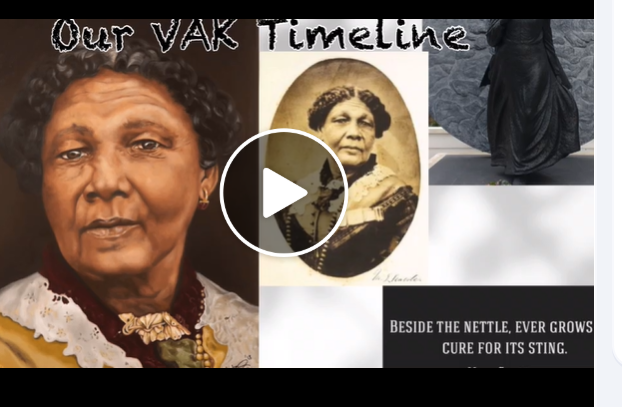 Our VAK Timeline
BESIDE THE NETTLE, EVER GROWS
CURE FOR ITS STING.